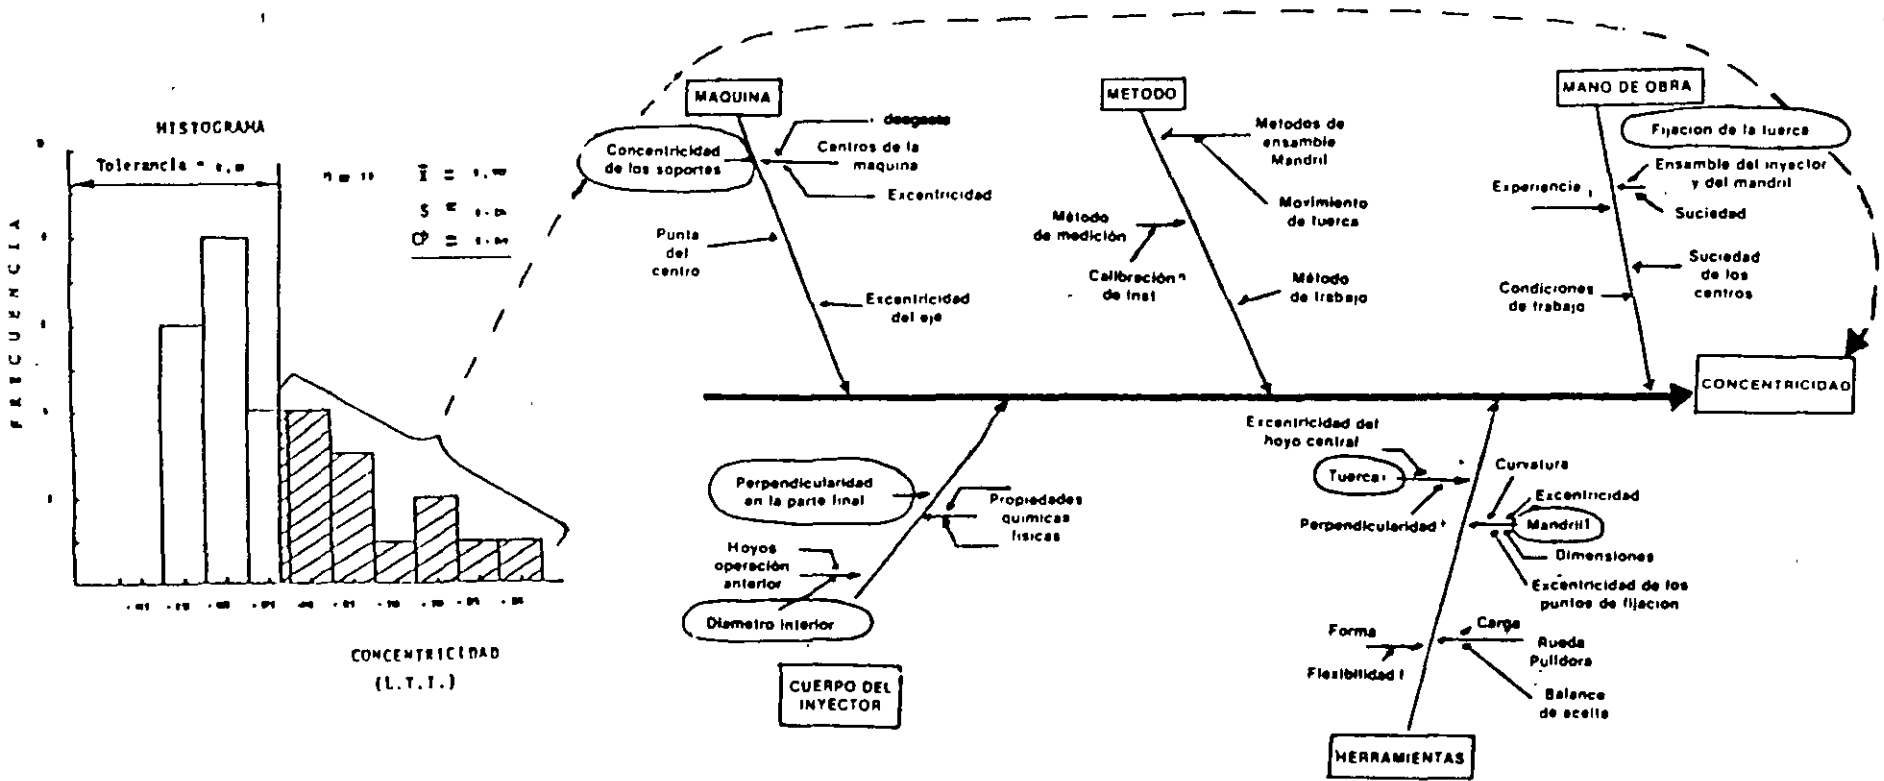 HISTOGRAMA
Tolerancia =
S =
FRECUENCIA
CONCENTRICIDAD
(L.T.I.)
MAQUINA
desgaste
Concentricidad
de los soportes
Centros de la
maquina
Excentricidad
Punta
del
centro
Excentricidad
del eje
METODO
Metodos de
ensamble
Mandril
Movimiento
de tuerca
Método
de medición
Calibración
de inst
Método
de trabajo
MANO DE OBRA
Fijacion de la tuerca
Ensamble del inyector
y del mandril
Experiencia
Suciedad
Suciedad
de los
centros
Condiciones
de trabajo
CONCENTRICIDAD
Perpendicularidad
en la parte final
Propiedades
quimicas
fisicas
Hoyos
operación
anterior
Diametro interior
CUERPO DEL
INYECTOR
Excentricidad del
hoyo central
Tuerca
Perpendicularidad
Curvatura
Excentricidad
Mandril
Dimensiones
Excentricidad de los
puntos de fijación
Forma
Flexibilidad
Carga
Rueda
Pulidora
Balance
de aceite
HERRAMIENTAS